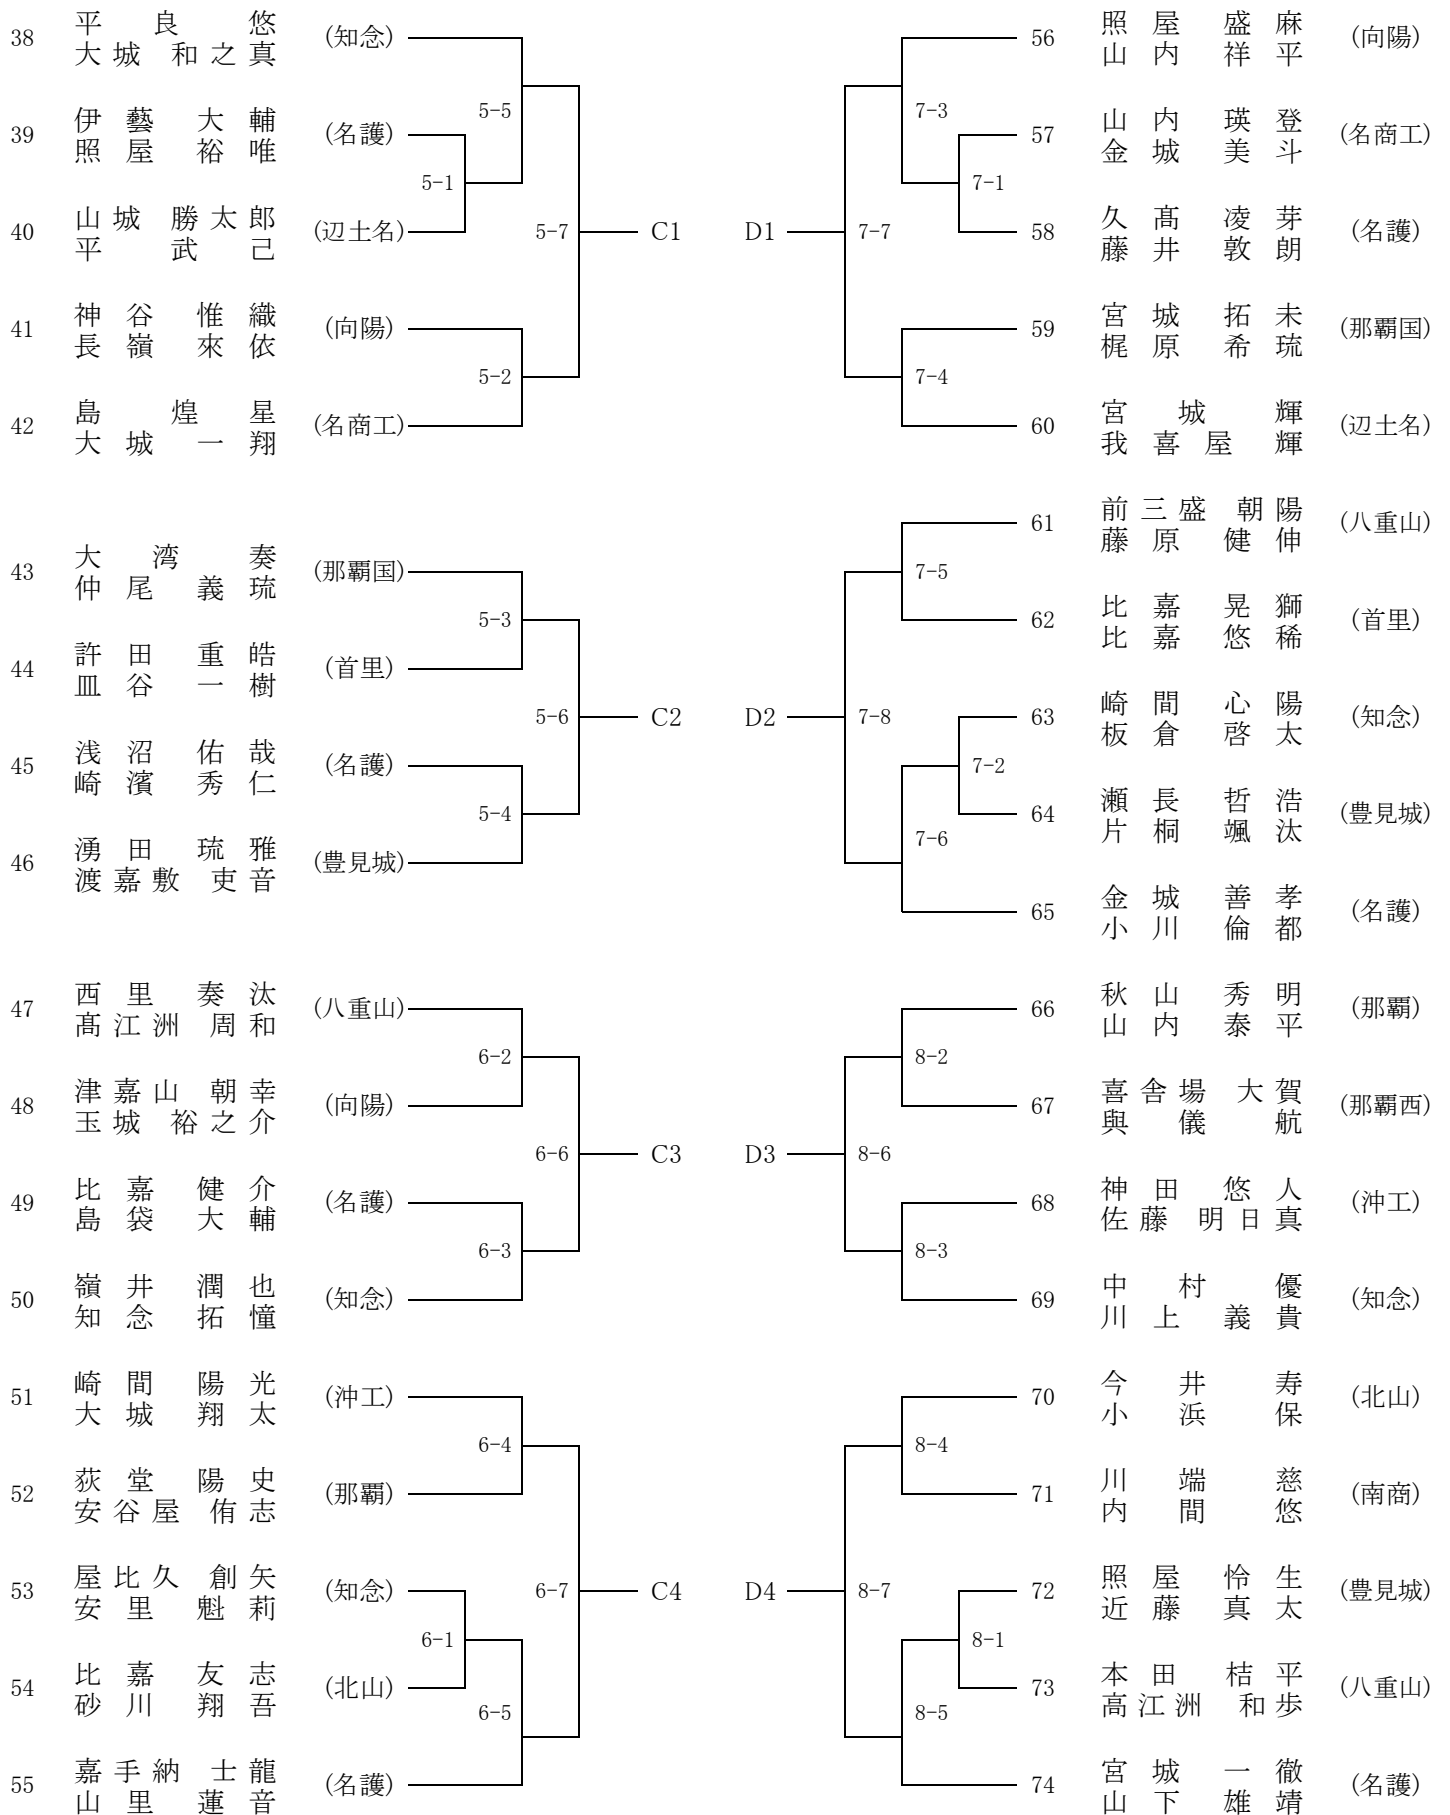 38 平良 悠 (知念)
大城 和之真
5-5
39 伊藝 大輔 (名護)
照屋 裕唯
5-1
40 山城 勝太郎 (辺土名)
平 武己
5-7 C1
41 神谷 惟織 (向陽)
長嶺 來依
5-2
42 島 煌星 (名商工)
大城 一翔
43 大湾 奏 (那覇国)
仲尾 義琉
5-3
44 許田 重皓 (首里)
皿谷 一樹
5-6 C2
45 浅沼 佑哉 (名護)
崎濱 秀仁
5-4
46 湧田 琉雅 (豊見城)
渡嘉敷 吏音
47 西里 奏汰 (八重山)
髙江洲 周和
6-2
48 津嘉山 朝幸 (向陽)
玉城 裕之介
6-6 C3
49 比嘉 健介 (名護)
島袋 大輔
6-3
50 嶺井 潤也 (知念)
知念 拓憧
51 崎間 陽光 (沖工)
大城 翔太
6-4
52 荻堂 陽史 (那覇)
安谷屋 侑志
53 屋比久 創矢 (知念)
安里 魁莉
6-7 C4
6-1
54 比嘉 友志 (北山)
砂川 翔吾
6-5
55 嘉手納 士龍 (名護)
山里 蓮音
56 照屋 盛麻 (向陽)
山内 祥平
7-3
57 山内 瑛登 (名商工)
金城 美斗
7-1
58 久髙 凌芽 (名護)
藤井 敦朗
D1 7-7
59 宮城 拓未 (那覇国)
梶原 希琉
7-4
60 宮城 輝 (辺土名)
我喜屋 輝
61 前三盛 朝陽 (八重山)
藤原 健伸
7-5
62 比嘉 晃獅 (首里)
比嘉 悠稀
D2 7-8
63 崎間 心陽 (知念)
板倉 啓太
7-2
64 瀬長 哲浩 (豊見城)
片桐 颯汰
7-6
65 金城 善孝 (名護)
小川 倫都
66 秋山 秀明 (那覇)
山内 泰平
8-2
67 喜舎場 大賀 (那覇西)
與儀 航
D3 8-6
68 神田 悠人 (沖工)
佐藤 明日真
8-3
69 中村 優 (知念)
川上 義貴
70 今井 寿 (北山)
小浜 保
8-4
71 川端 慈 (南商)
内間 悠
D4 8-7
72 照屋 怜生 (豊見城)
近藤 真太
8-1
73 本田 桔平 (八重山)
高江洲 和歩
8-5
74 宮城 一徹 (名護)
山下 雄靖